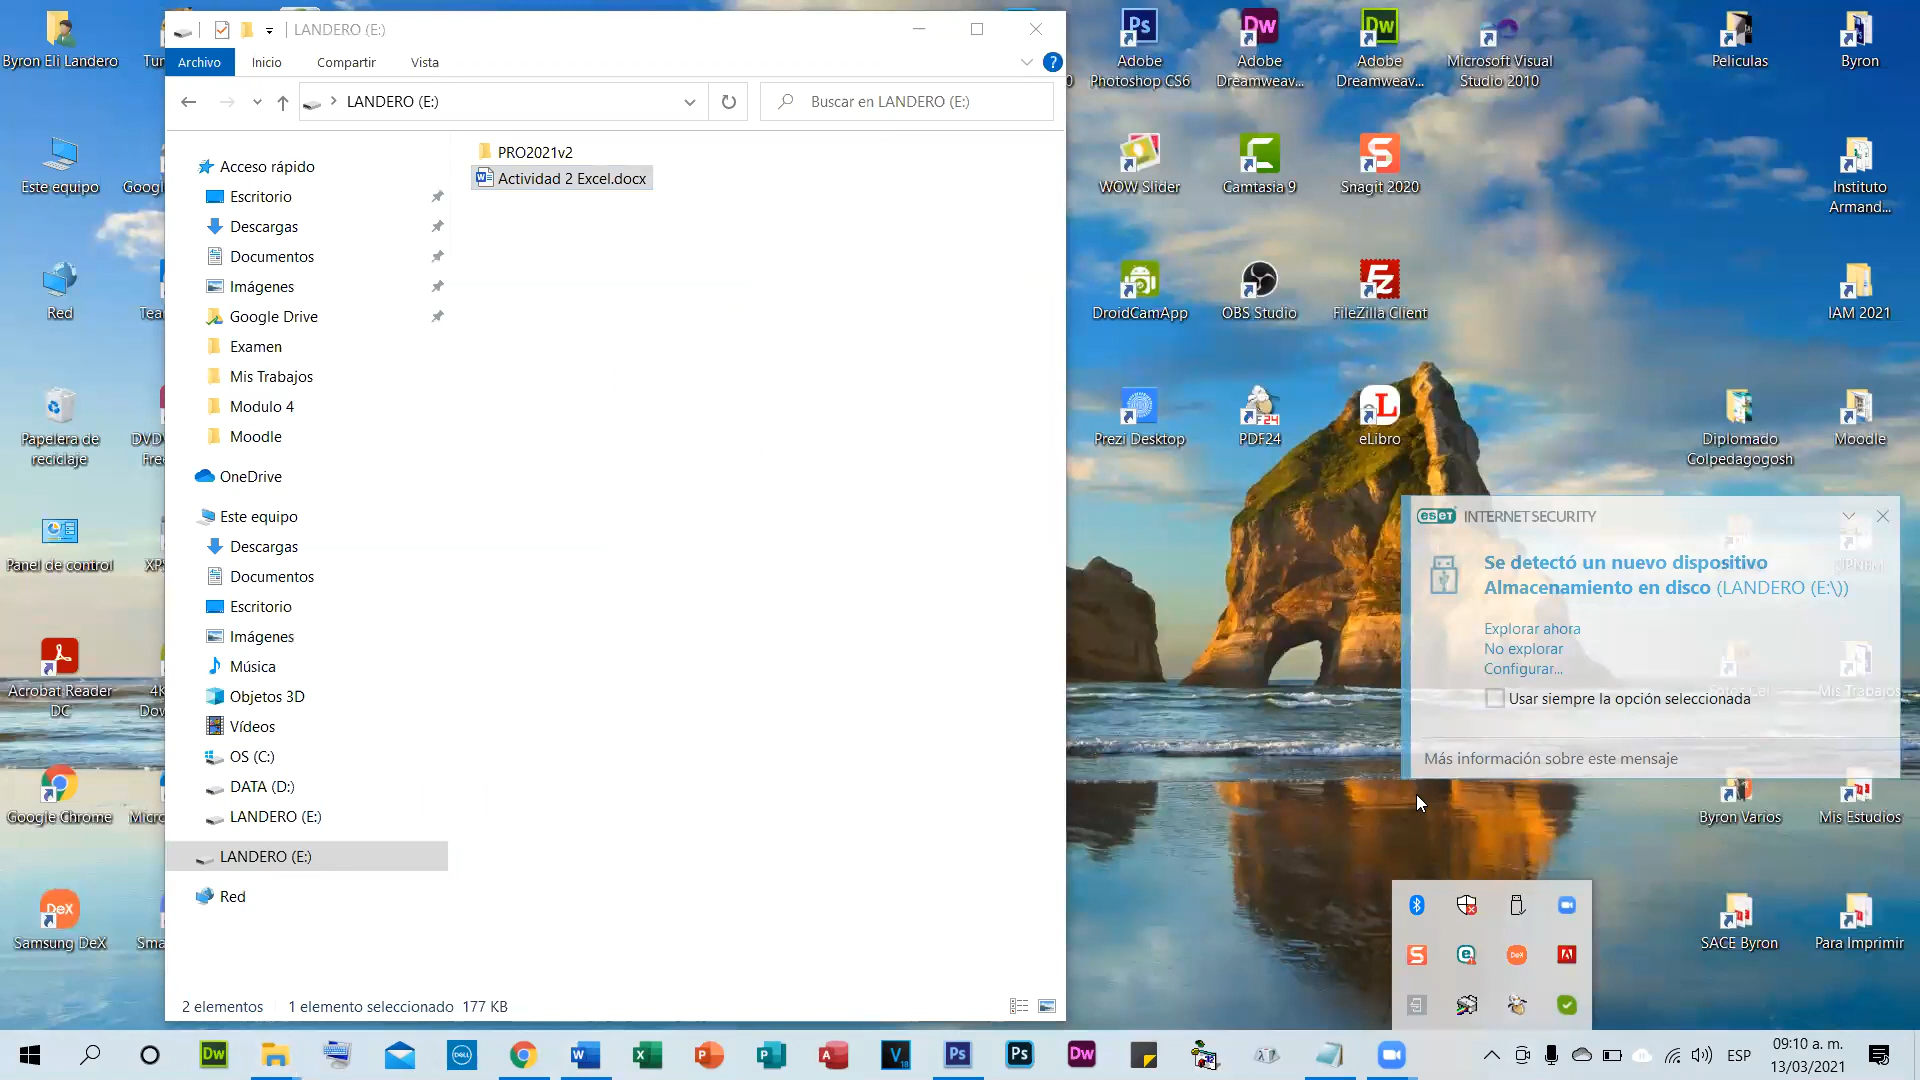 LANDERO (E:)
Archivo
Inicio
Compartir
Vista
LANDERO (E:)
Buscar en LANDERO (E:)
Acceso rápido
Escritorio
Descargas
Documentos
Imágenes
Google Drive
Examen
Mis Trabajos
Modulo 4
Moodle
OneDrive
Este equipo
Descargas
Documentos
Escritorio
Imágenes
Música
Objetos 3D
Vídeos
OS (C:)
DATA (D:)
LANDERO (E:)
LANDERO (E:)
Red
PRO2021v2
Actividad 2 Excel.docx
2 elementos
1 elemento seleccionado 177 KB
Byron Eli Landero
Este equipo
Red
Papelera de
reciclaje
Panel de control
Acrobat Reader
DC
Google Chrome
Samsung DeX
Adobe
Photoshop CS6
Adobe
Dreamweav...
Adobe
Dreamweav...
Microsoft Visual
Studio 2010
Peliculas
Byron
WOW Slider
Camtasia 9
Snagit 2020
Instituto
Armand...
DroidCamApp
OBS Studio
FileZilla Client
IAM 2021
Prezi Desktop
PDF24
eLibro
Diplomado
Colpedagogosh
Moodle
eset INTERNET SECURITY
Se detectó un nuevo dispositivo
Almacenamiento en disco (LANDERO (E:\))
Explorar ahora
No explorar
Configurar...
Usar siempre la opción seleccionada
Más información sobre este mensaje
Mis Trabajos
Byron Varios
Mis Estudios
SACE Byron
Para Imprimir
ESP
09:10 a. m.
13/03/2021